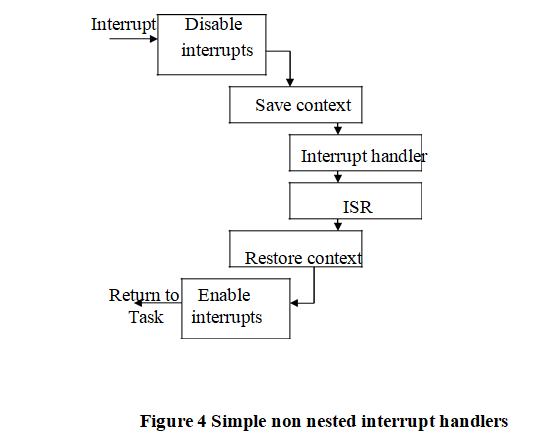 Interrupt
Disable
interrupts
Save context
Interrupt handler
ISR
Restore context
Return to
Task
Enable
interrupts
Figure 4 Simple non nested interrupt handlers